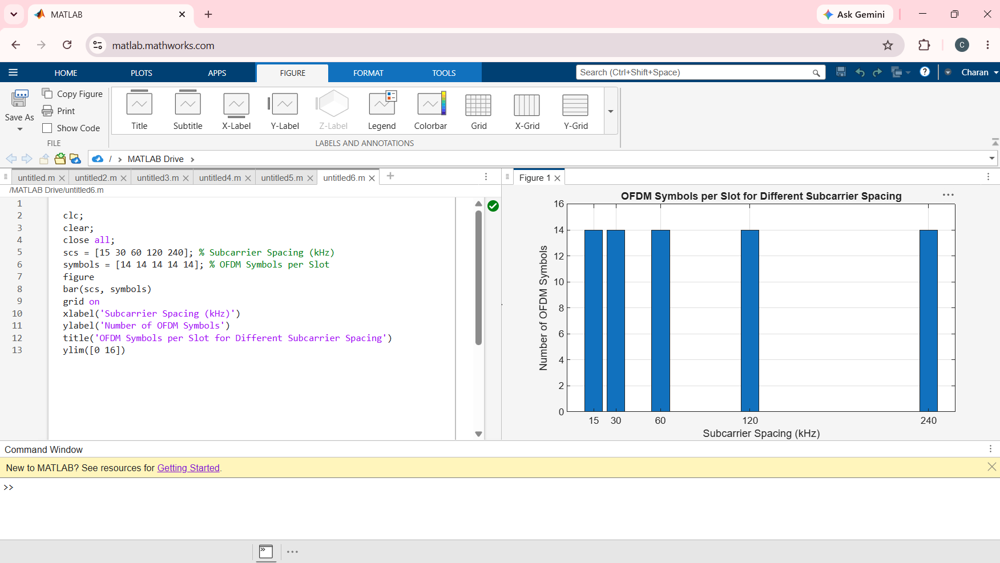 MATLAB
Ask Gemini
matlab.mathworks.com
C
HOME PLOTS APPS FIGURE FORMAT TOOLS
Search (Ctrl+Shift+Space)
Charan
Save As
Copy Figure
Print
Show Code
FILE
Title Subtitle X-Label Y-Label Z-Label Legend Colorbar Grid X-Grid Y-Grid
LABELS AND ANNOTATIONS
/ > MATLAB Drive >
untitled.m untitled2.m untitled3.m untitled4.m untitled5.m untitled6.m
/MATLAB Drive/untitled6.m
1
2 clc;
3 clear;
4 close all;
5 scs = [15 30 60 120 240]; % Subcarrier Spacing (kHz)
6 symbols = [14 14 14 14 14]; % OFDM Symbols per Slot
7 figure
8 bar(scs, symbols)
9 grid on
10 xlabel('Subcarrier Spacing (kHz)')
11 ylabel('Number of OFDM Symbols')
12 title('OFDM Symbols per Slot for Different Subcarrier Spacing')
13 ylim([0 16])
Figure 1
OFDM Symbols per Slot for Different Subcarrier Spacing
Number of OFDM Symbols
16
14
12
10
8
6
4
2
0
15 30 60 120 240
Subcarrier Spacing (kHz)
Command Window
New to MATLAB? See resources for Getting Started.
>>